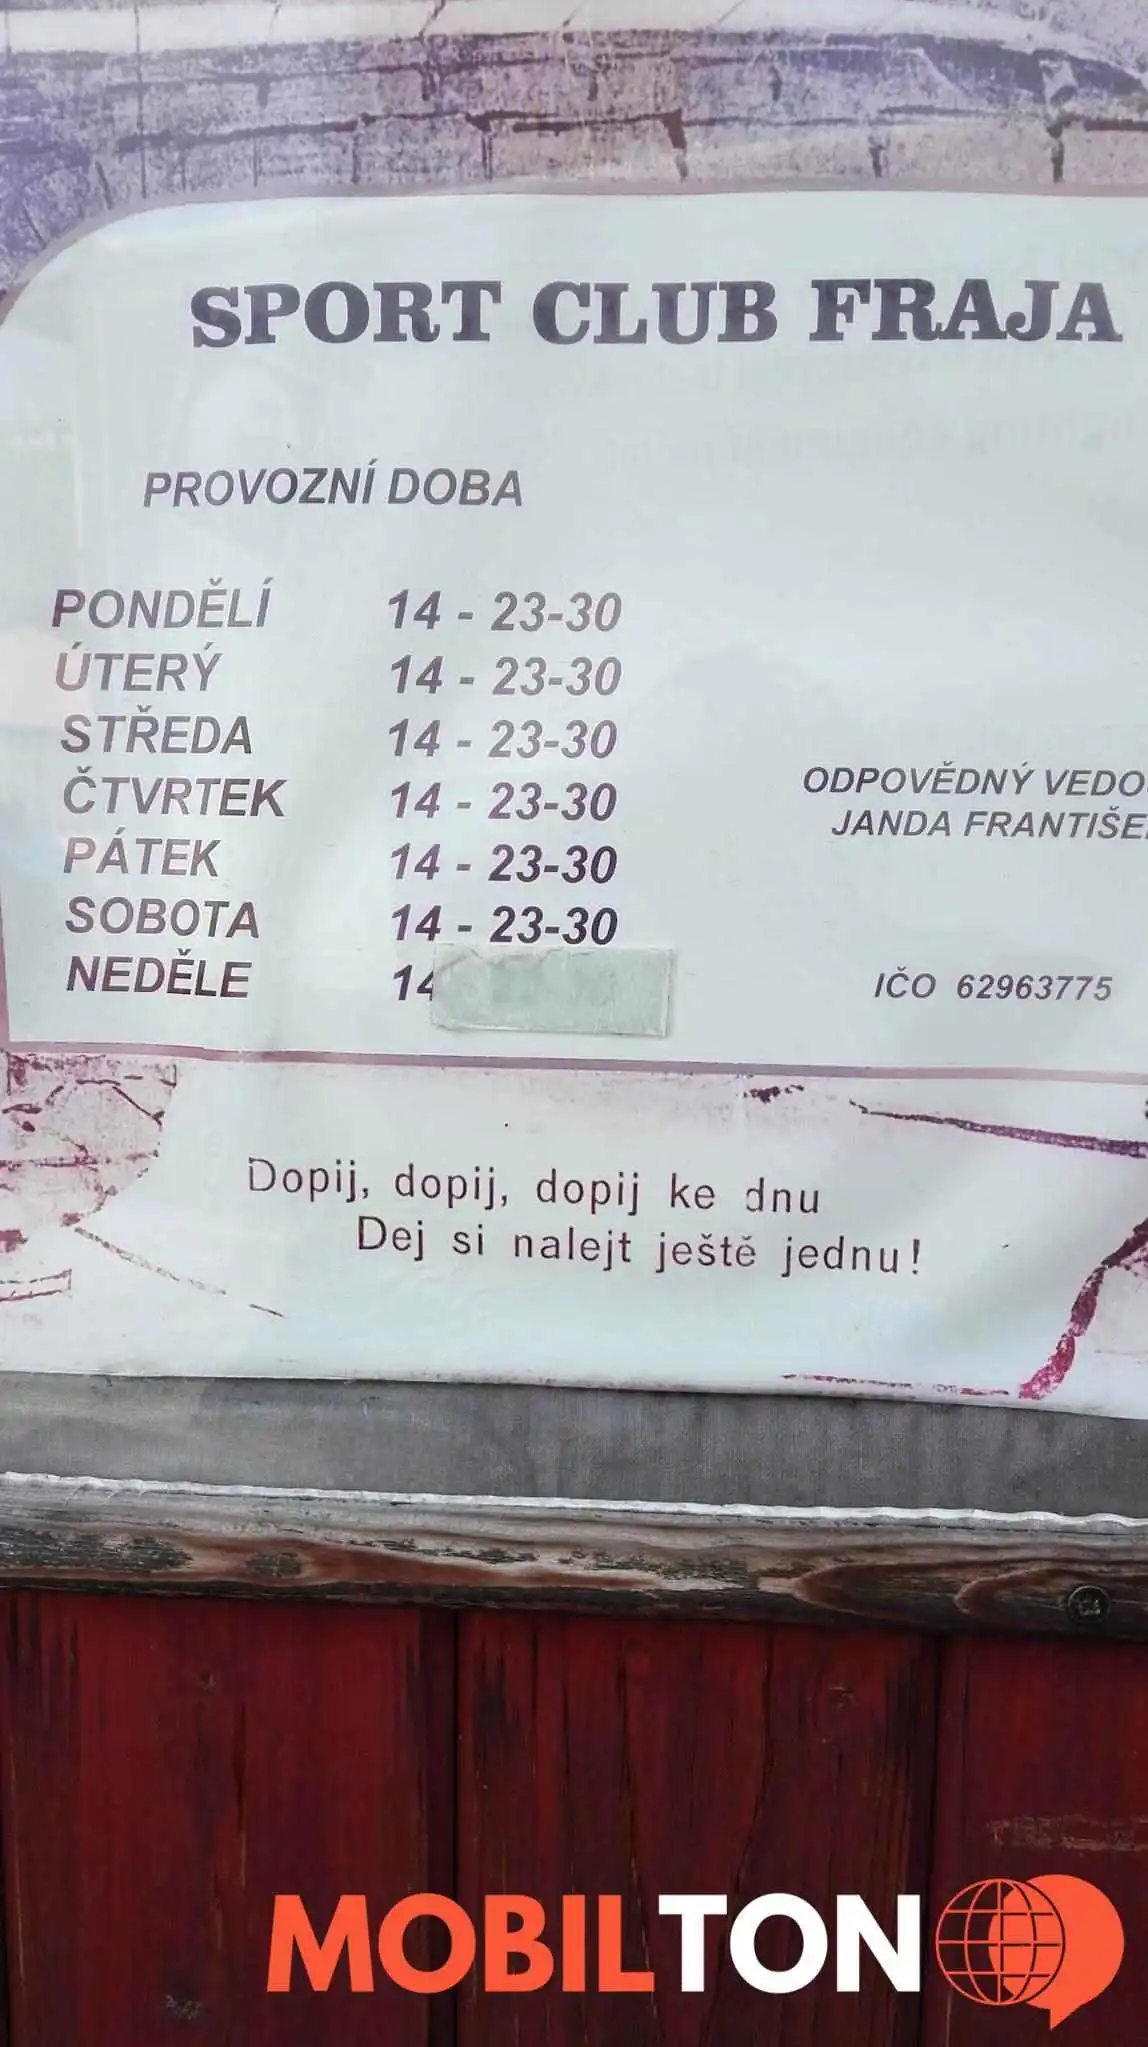 SPORT CLUB FRAJA
PROVOZNÍ DOBA
PONDĚLÍ 14 - 23-30
ÚTERÝ 14 - 23-30
STŘEDA 14 - 23-30
ČTVRTEK 14 - 23-30
PÁTEK 14 - 23-30
SOBOTA 14 - 23-30
NEDĚLE 14
ODPOVĚDNÝ
JANDA
IČO 62963775
Dopij, dopij, dopij ke dnu
Dej si nalejt ještě jednu!
MOBILTON